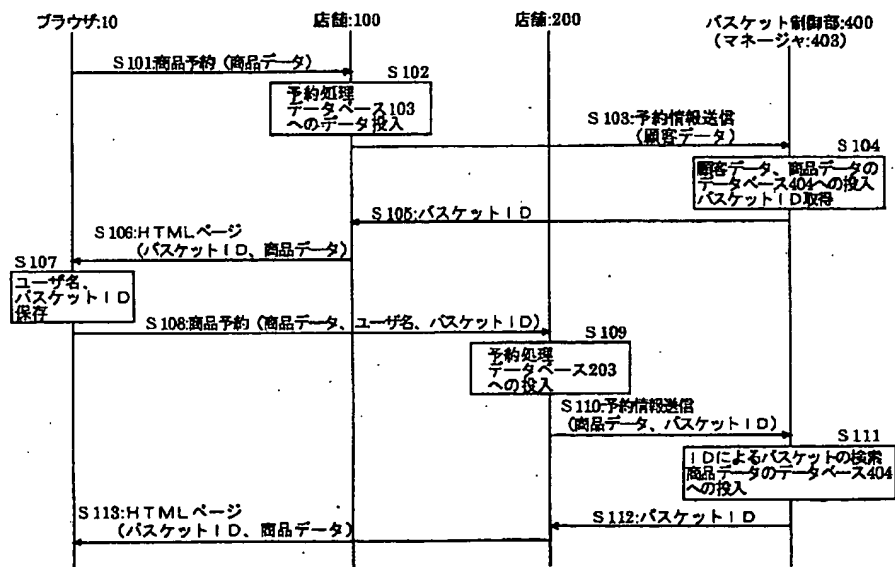 ブラウザ:10
店舗:100
店舗:200
バスケット制御部:400
(マネージャ:403)
S101:商品予約(商品データ)
S102
予約処理
データベース103
へのデータ投入
S103:予約情報送信
(顧客データ)
S104
顧客データ、商品データの
データベース404への投入
バスケットID取得
S105:バスケットID
S106:HTMLページ
(バスケットID、商品データ)
S107
ユーザ名、
バスケットID
保存
S108:商品予約(商品データ、ユーザ名、バスケットID)
S109
予約処理
データベース203
への投入
S110:予約情報送信
(商品データ、バスケットID)
S111
IDによるバスケットの検索
商品データのデータベース404
への投入
S112:バスケットID
S113:HTMLページ
(バスケットID、商品データ)